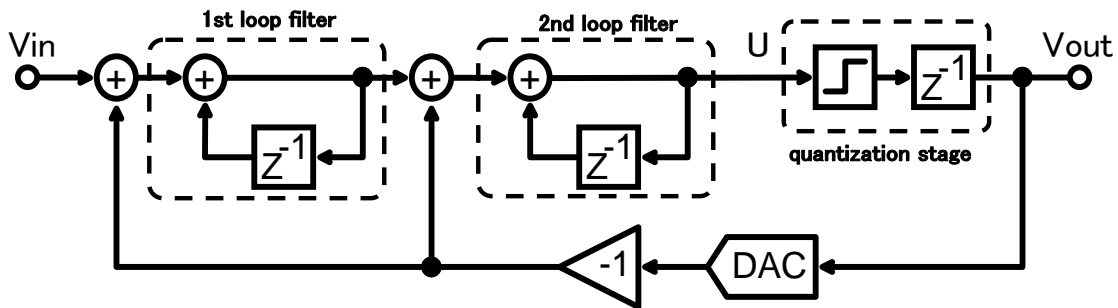 1st loop filter
2nd loop filter
Vin
U
Vout
+
+
+
+
Z-1
Z-1
Z-1
quantization stage
-1
DAC